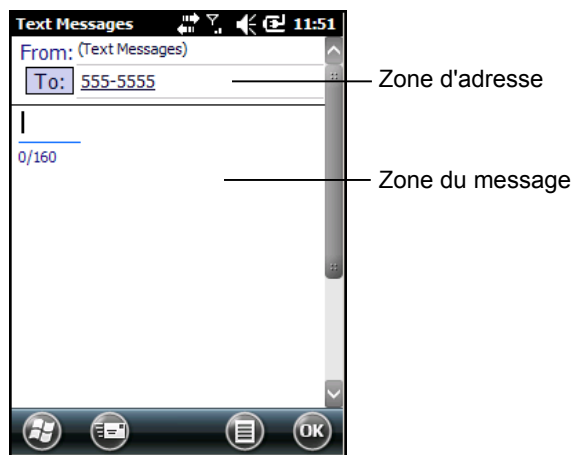 Text Messages 11:51
From: (Text Messages)
To: 555-5555
Zone d'adresse
0/160
Zone du message
OK